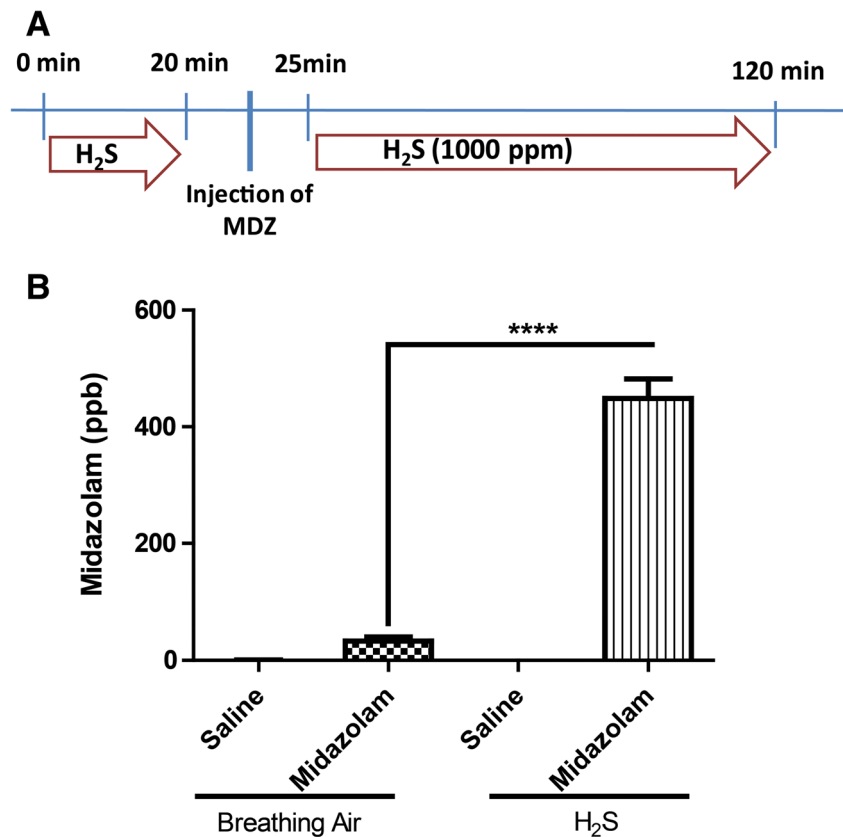 A
0 min 20 min 25min 120 min
H₂S H₂S (1000 ppm)
Injection of
MDZ
B
600
400
200
0
Midazolam (ppb)
****
Saline Midazolam Saline Midazolam
Breathing Air H₂S